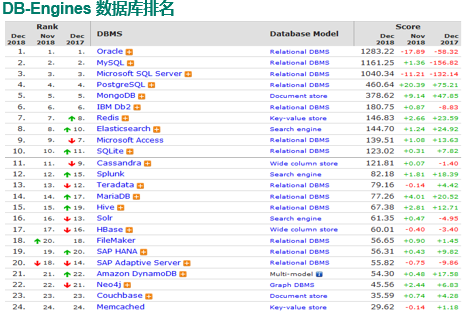 DB-Engines 数据库排名
Rank DBMS Database Model Score
Dec 2018 Nov 2018 Dec 2017 Dec 2018 Nov 2018 Dec 2017
1. 1. 1. Oracle Relational DBMS 1283.22 -17.89 -58.32
2. 2. 2. MySQL Relational DBMS 1161.25 +1.36 -156.82
3. 3. 3. Microsoft SQL Server Relational DBMS 1040.34 -11.21 -132.14
4. 4. 4. PostgreSQL Relational DBMS 460.64 +20.39 +75.21
5. 5. 5. MongoDB Document store 378.62 +9.14 +47.85
6. 6. 6. IBM Db2 Relational DBMS 180.75 +0.87 -8.83
7. 7. 8. Redis Key-value store 146.83 +2.66 +23.59
8. 8. 10. Elasticsearch Search engine 144.70 +1.24 +24.92
9. 9. 7. Microsoft Access Relational DBMS 139.51 +1.08 +13.63
10. 10. 11. SQLite Relational DBMS 123.02 +0.31 +7.82
11. 11. 9. Cassandra Wide column store 121.81 +0.07 -1.40
12. 12. 15. Splunk Search engine 82.18 +1.81 +18.39
13. 13. 12. Teradata Relational DBMS 79.16 -0.14 +4.42
14. 14. 17. MariaDB Relational DBMS 77.26 +4.01 +20.52
15. 15. 19. Hive Relational DBMS 67.38 +2.81 +12.71
16. 16. 13. Solr Search engine 61.35 +0.47 -4.95
17. 17. 16. HBase Wide column store 60.01 -0.40 -3.40
18. 20. 18. FileMaker Relational DBMS 56.65 +0.90 +1.45
19. 19. 20. SAP HANA Relational DBMS 56.31 +0.43 +9.82
20. 18. 14. SAP Adaptive Server Relational DBMS 55.82 -0.75 -9.86
21. 21. 22. Amazon DynamoDB Multi-model i 54.30 +0.48 +17.58
22. 22. 21. Neo4j Graph DBMS 45.56 +2.44 +6.83
23. 23. 23. Couchbase Document store 35.59 +0.74 +4.28
24. 24. 24. Memcached Key-value store 29.62 -0.14 +1.18